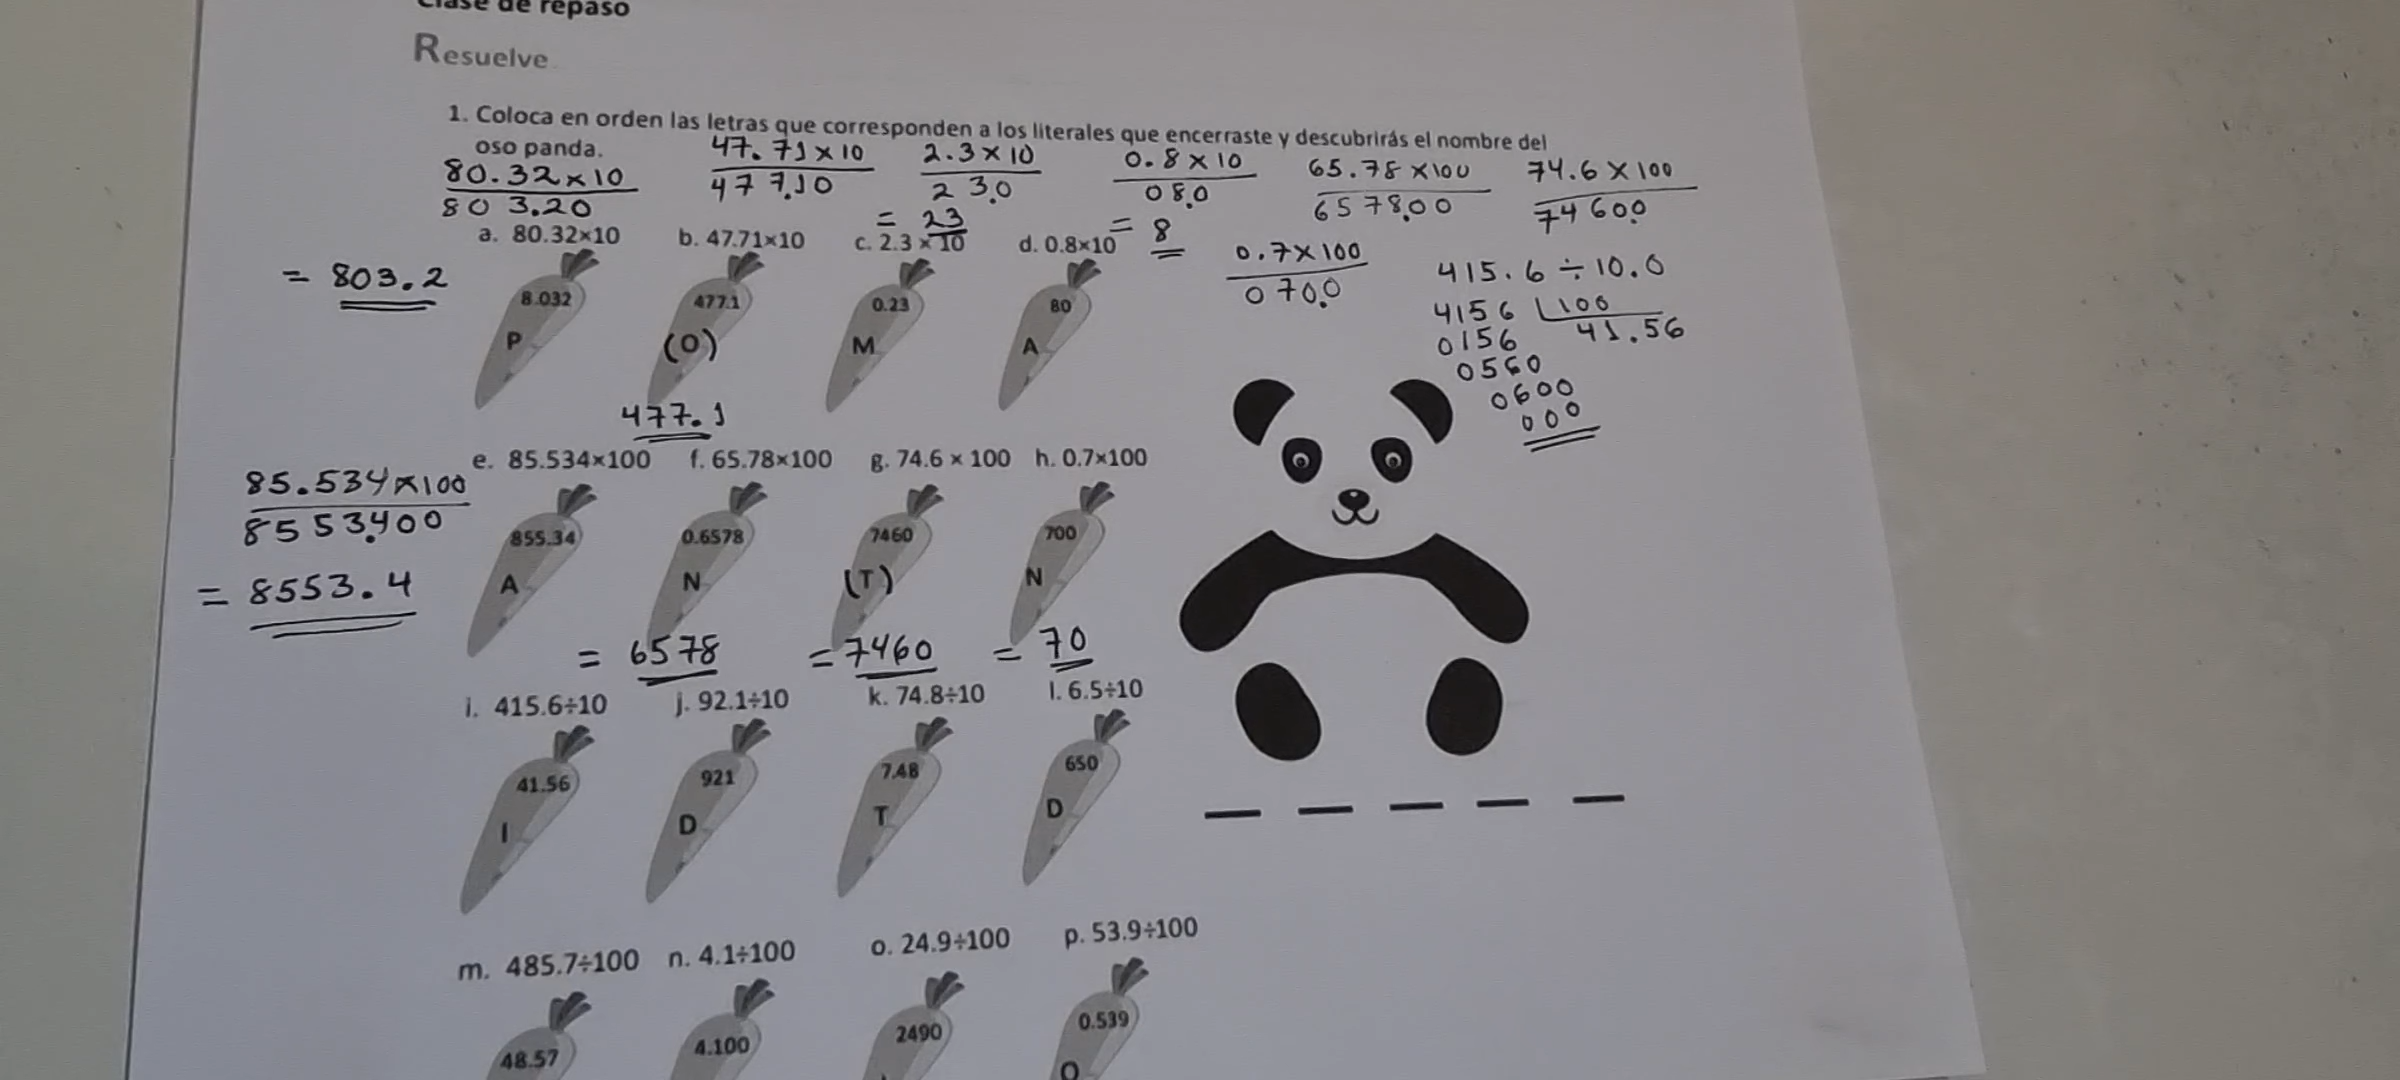 Clase de repaso
Resuelve
1. Coloca en orden las letras que corresponden a los literales que encerraste y descubrirás el nombre del
oso panda.
80.32×10
803.20
47.71×10
477.10
2.3×10
23.0
= 23
0.8×10
08.0
= 8
65.78×100
6578.00
74.6×100
7460.0
a. 80.32×10 b. 47.71×10 c. 2.3 × 10 d. 0.8×10
= 803.2
0.7×100
070.0
415.6÷10.0
4156 100
0156 41.56
0560
0600
000
8.032 477.1 0.23 80
P (O) M A
477.1
e. 85.534×100 f. 65.78×100 g. 74.6 × 100 h. 0.7×100
85.534×100
8553.400
= 8553.4
855.34 0.6578 7460 700
A N (T) N
= 6578 = 7460 = 70
i. 415.6÷10 j. 92.1÷10 k. 74.8÷10 l. 6.5÷10
41.56 921 7.48 650
I D T D
m. 485.7÷100 n. 4.1÷100 o. 24.9÷100 p. 53.9÷100
48.57 4.100 2490 0.539